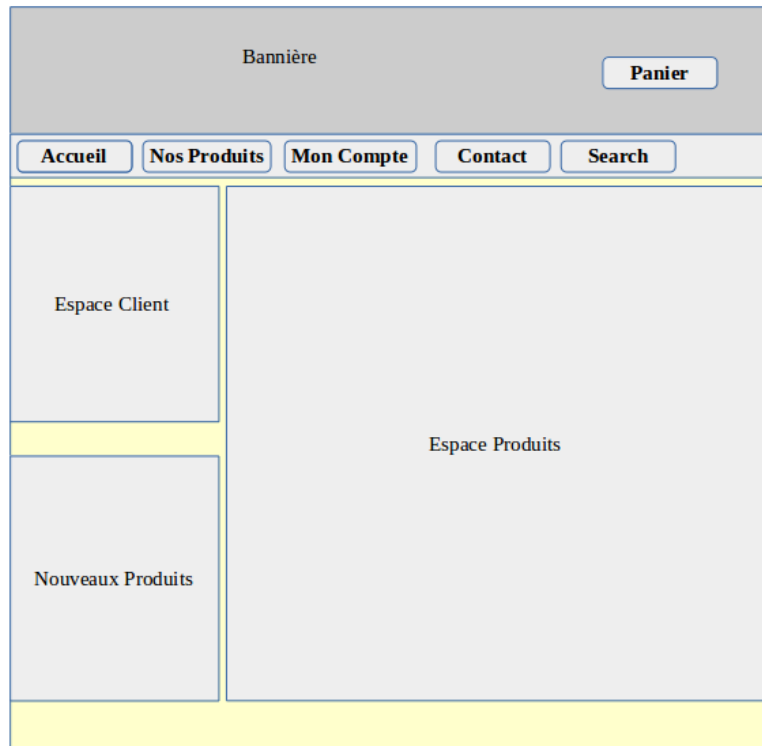 Bannière
Panier
Accueil
Nos Produits
Mon Compte
Contact
Search
Espace Client
Espace Produits
Nouveaux Produits